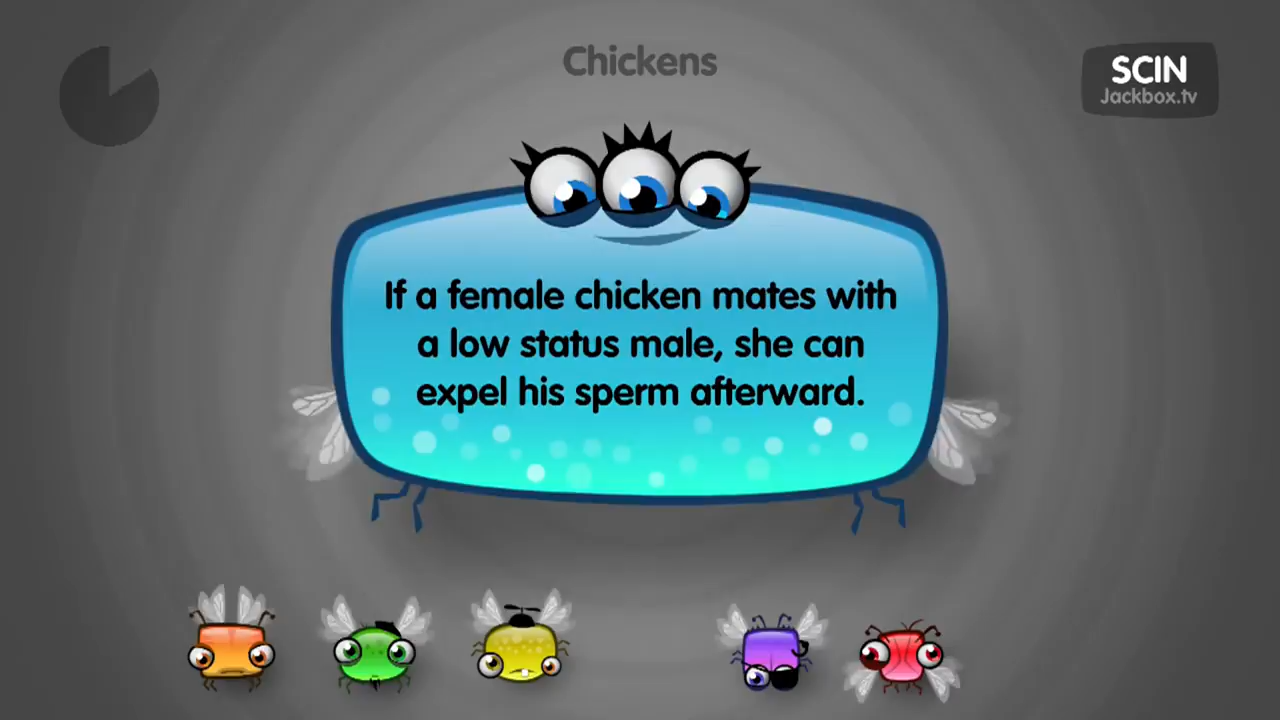 Chickens
SCIN
Jackbox.tv
If a female chicken mates with
a low status male, she can
expel his sperm afterward.